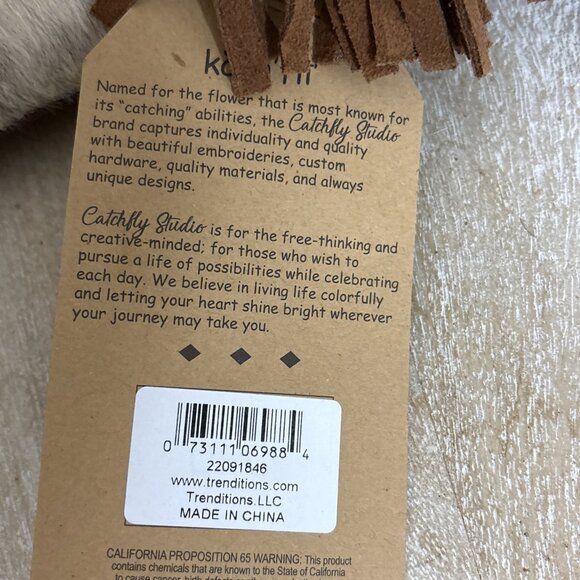 Named for the flower that is most known for
its "catching" abilities, the Catchfly Studio
brand captures individuality and quality
with beautiful embroideries, custom
hardware, quality materials, and always
unique designs.
Catchfly Studio is for the free-thinking and
creative-minded; for those who wish to
pursue a life of possibilities while celebrating
each day. We believe in living life colorfully
and letting your heart shine bright wherever
your journey may take you.
0 73111 06988 4
22091846
www.trenditions.com
Trenditions.LLC
MADE IN CHINA
CALIFORNIA PROPOSITION 65 WARNING: This product
contains chemicals that are known to the State of California
to cause cancer, birth defects